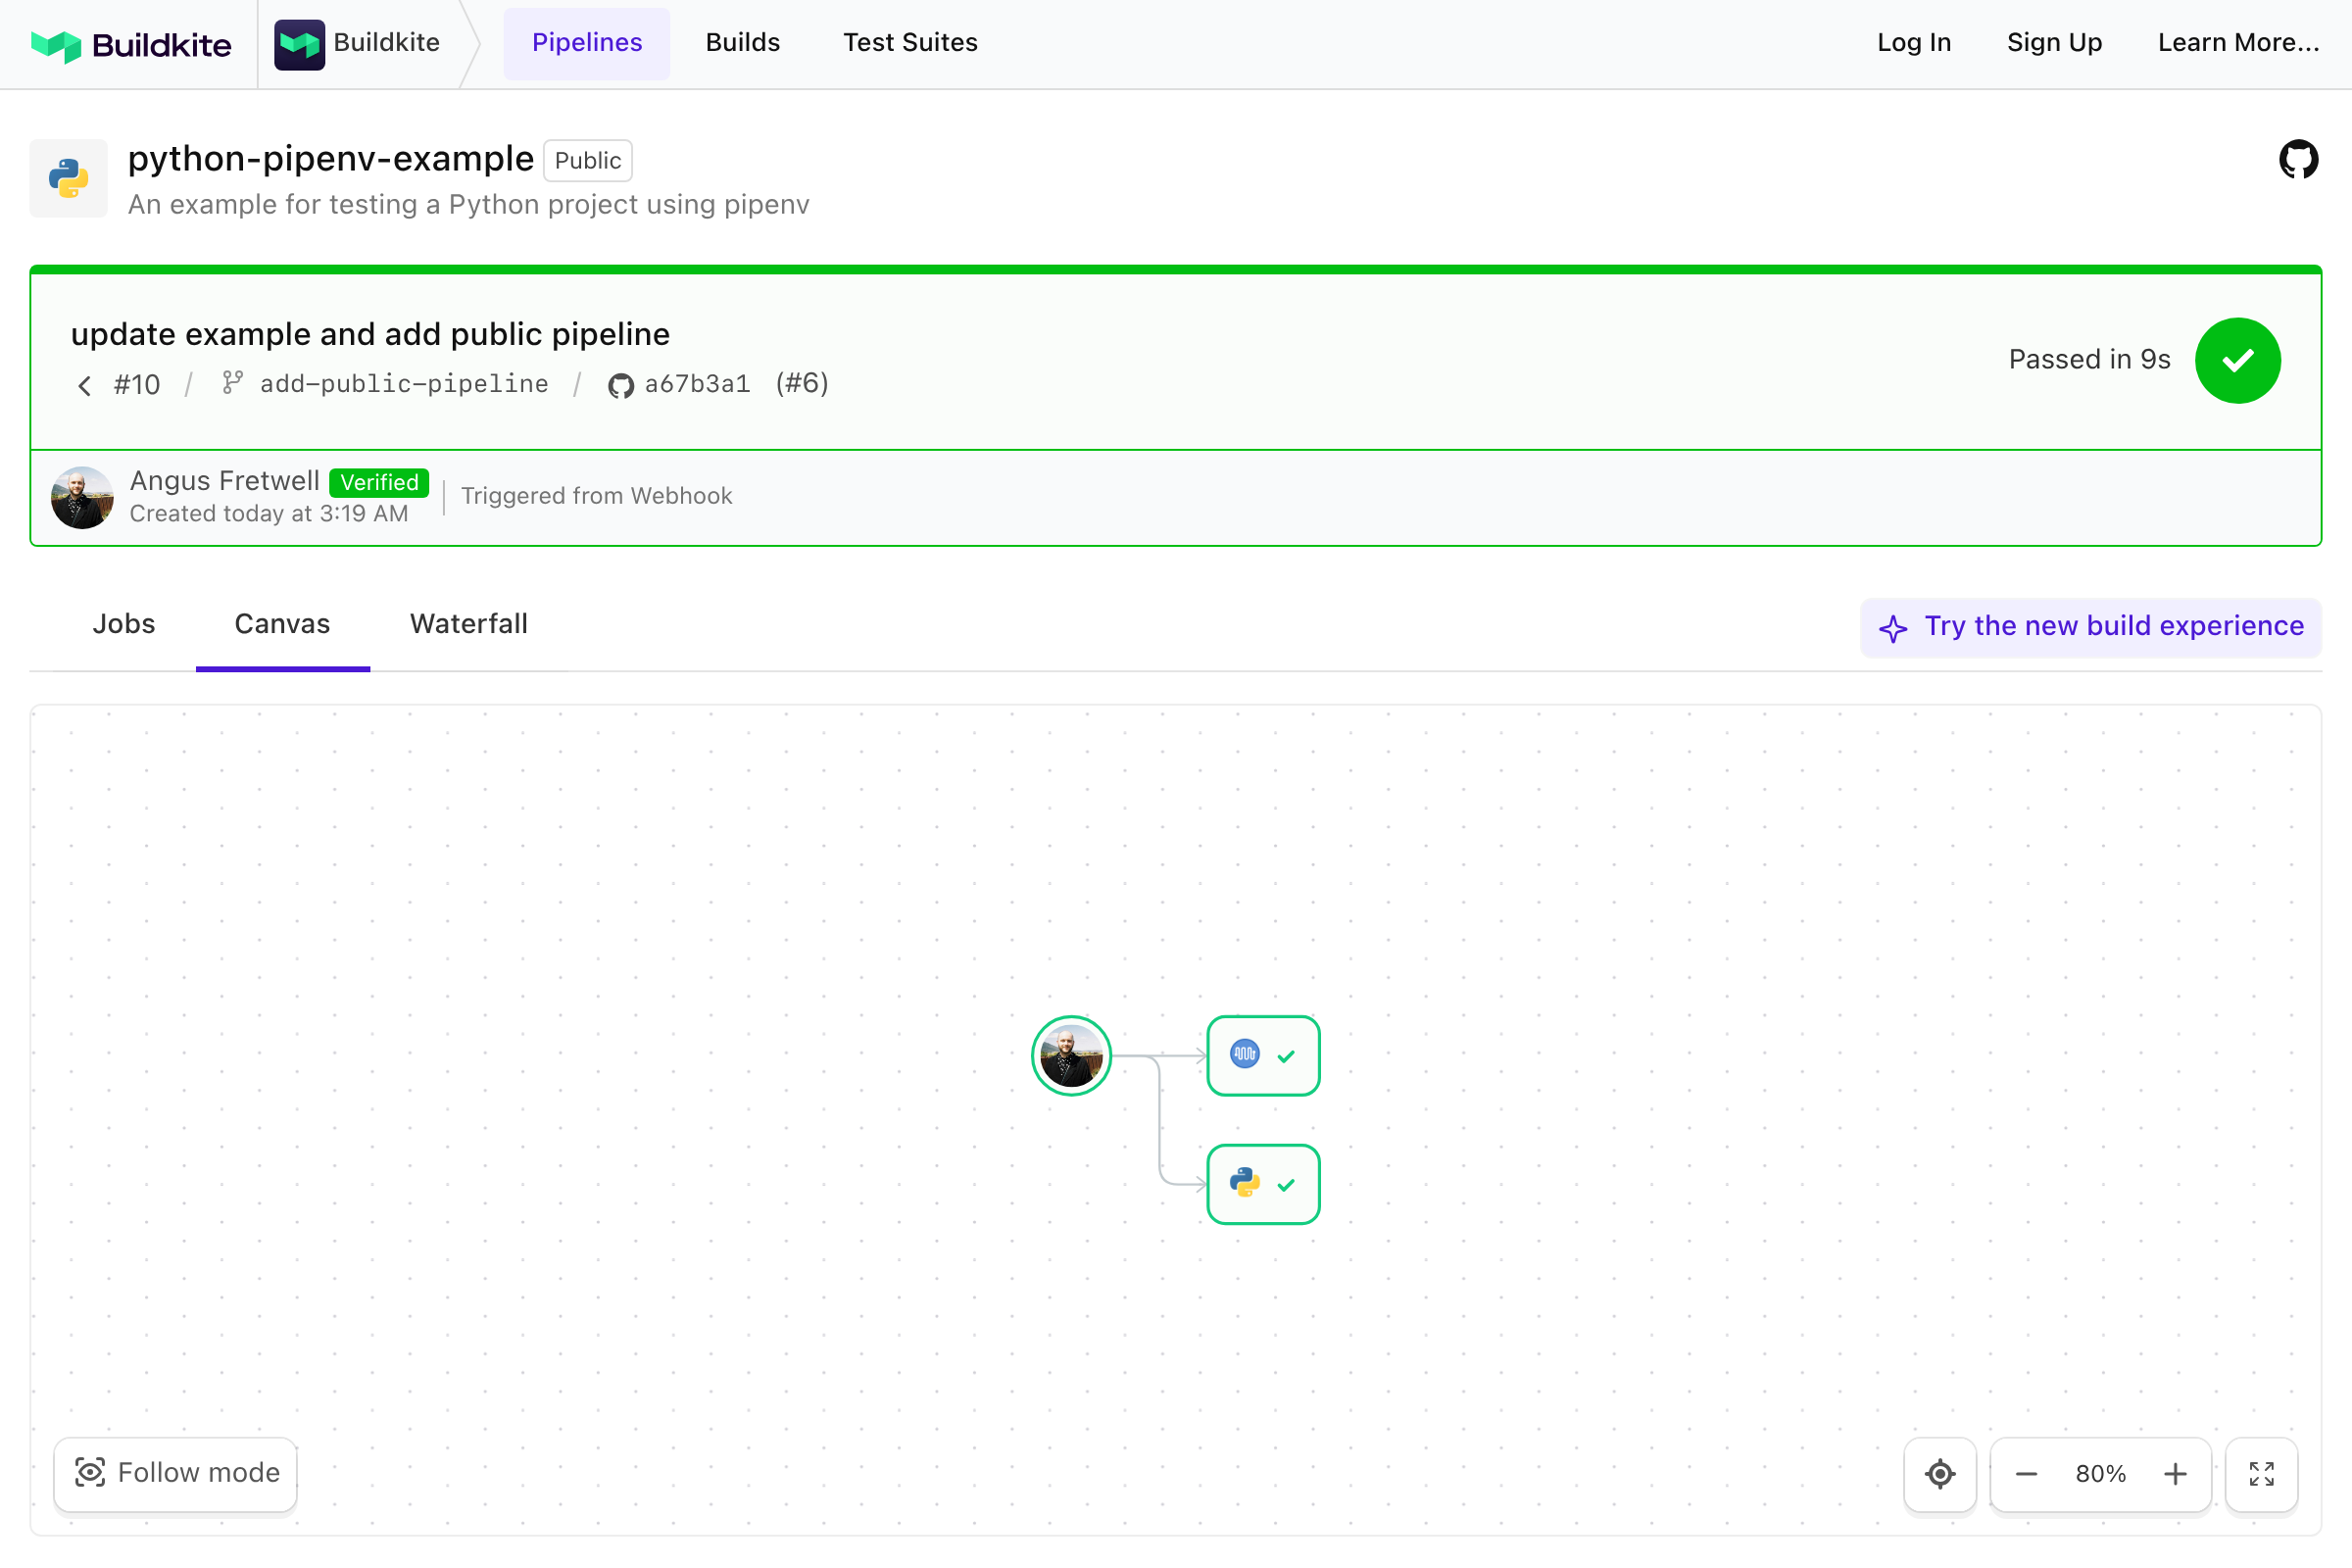 Buildkite
Buildkite
Pipelines
Builds
Test Suites
Log In
Sign Up
Learn More...
python-pipenv-example Public
An example for testing a Python project using pipenv
update example and add public pipeline
#10 / add-public-pipeline / a67b3a1 (#6)
Passed in 9s
Angus Fretwell Verified
Created today at 3:19 AM
Triggered from Webhook
Jobs
Canvas
Waterfall
Try the new build experience
Follow mode
80%